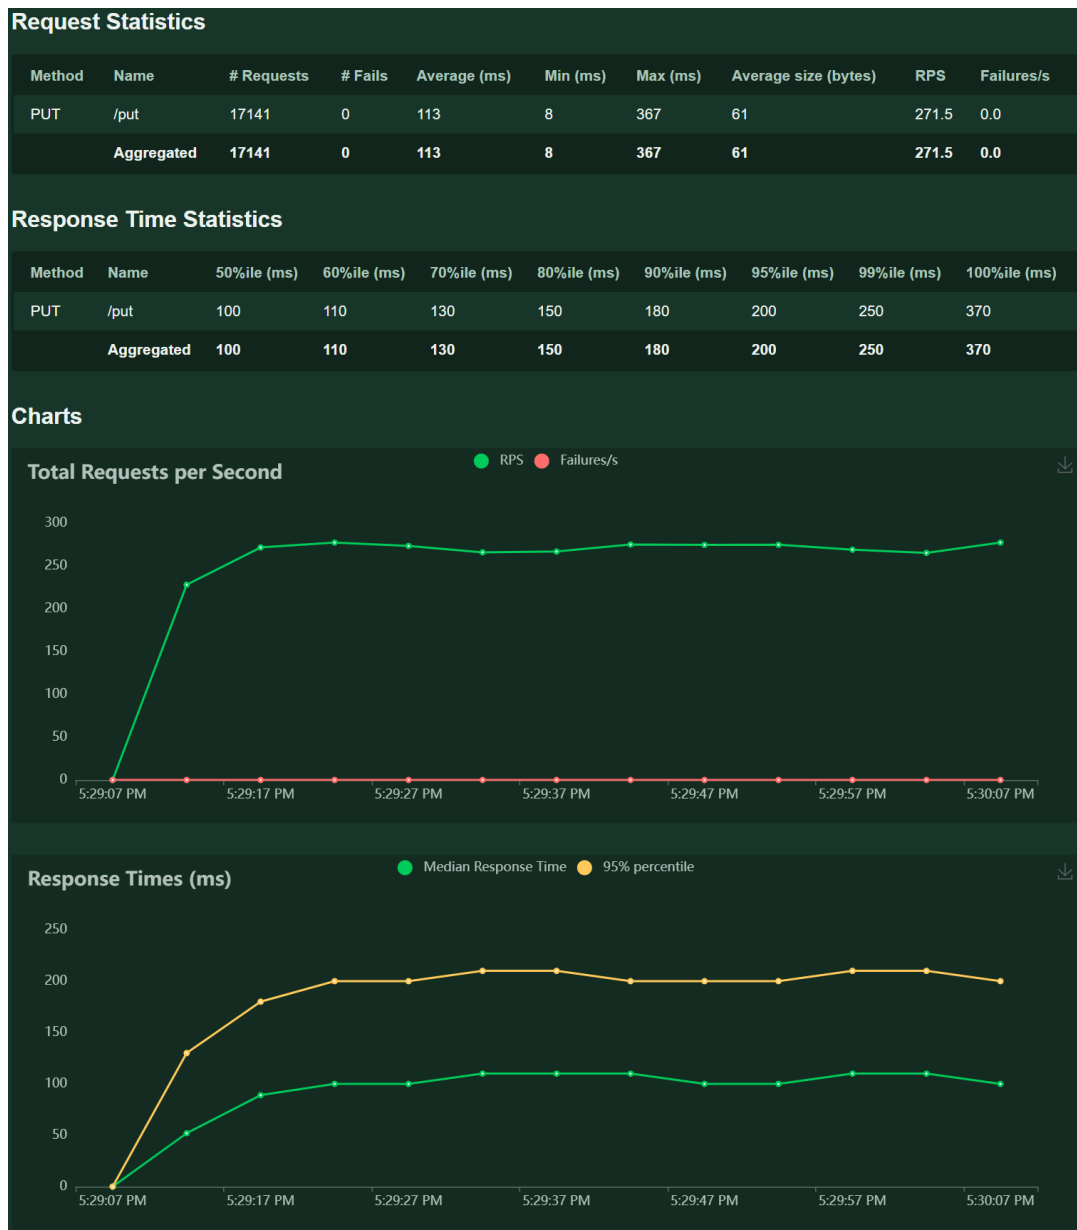 Request Statistics
Method Name # Requests # Fails Average (ms) Min (ms) Max (ms) Average size (bytes) RPS Failures/s
PUT /put 17141 0 113 8 367 61 271.5 0.0
Aggregated 17141 0 113 8 367 61 271.5 0.0
Response Time Statistics
Method Name 50%ile (ms) 60%ile (ms) 70%ile (ms) 80%ile (ms) 90%ile (ms) 95%ile (ms) 99%ile (ms) 100%ile (ms)
PUT /put 100 110 130 150 180 200 250 370
Aggregated 100 110 130 150 180 200 250 370
Charts
Total Requests per Second
RPS Failures/s
300
250
200
150
100
50
0
5:29:07 PM 5:29:17 PM 5:29:27 PM 5:29:37 PM 5:29:47 PM 5:29:57 PM 5:30:07 PM
Response Times (ms)
Median Response Time 95% percentile
250
200
150
100
50
0
5:29:07 PM 5:29:17 PM 5:29:27 PM 5:29:37 PM 5:29:47 PM 5:29:57 PM 5:30:07 PM